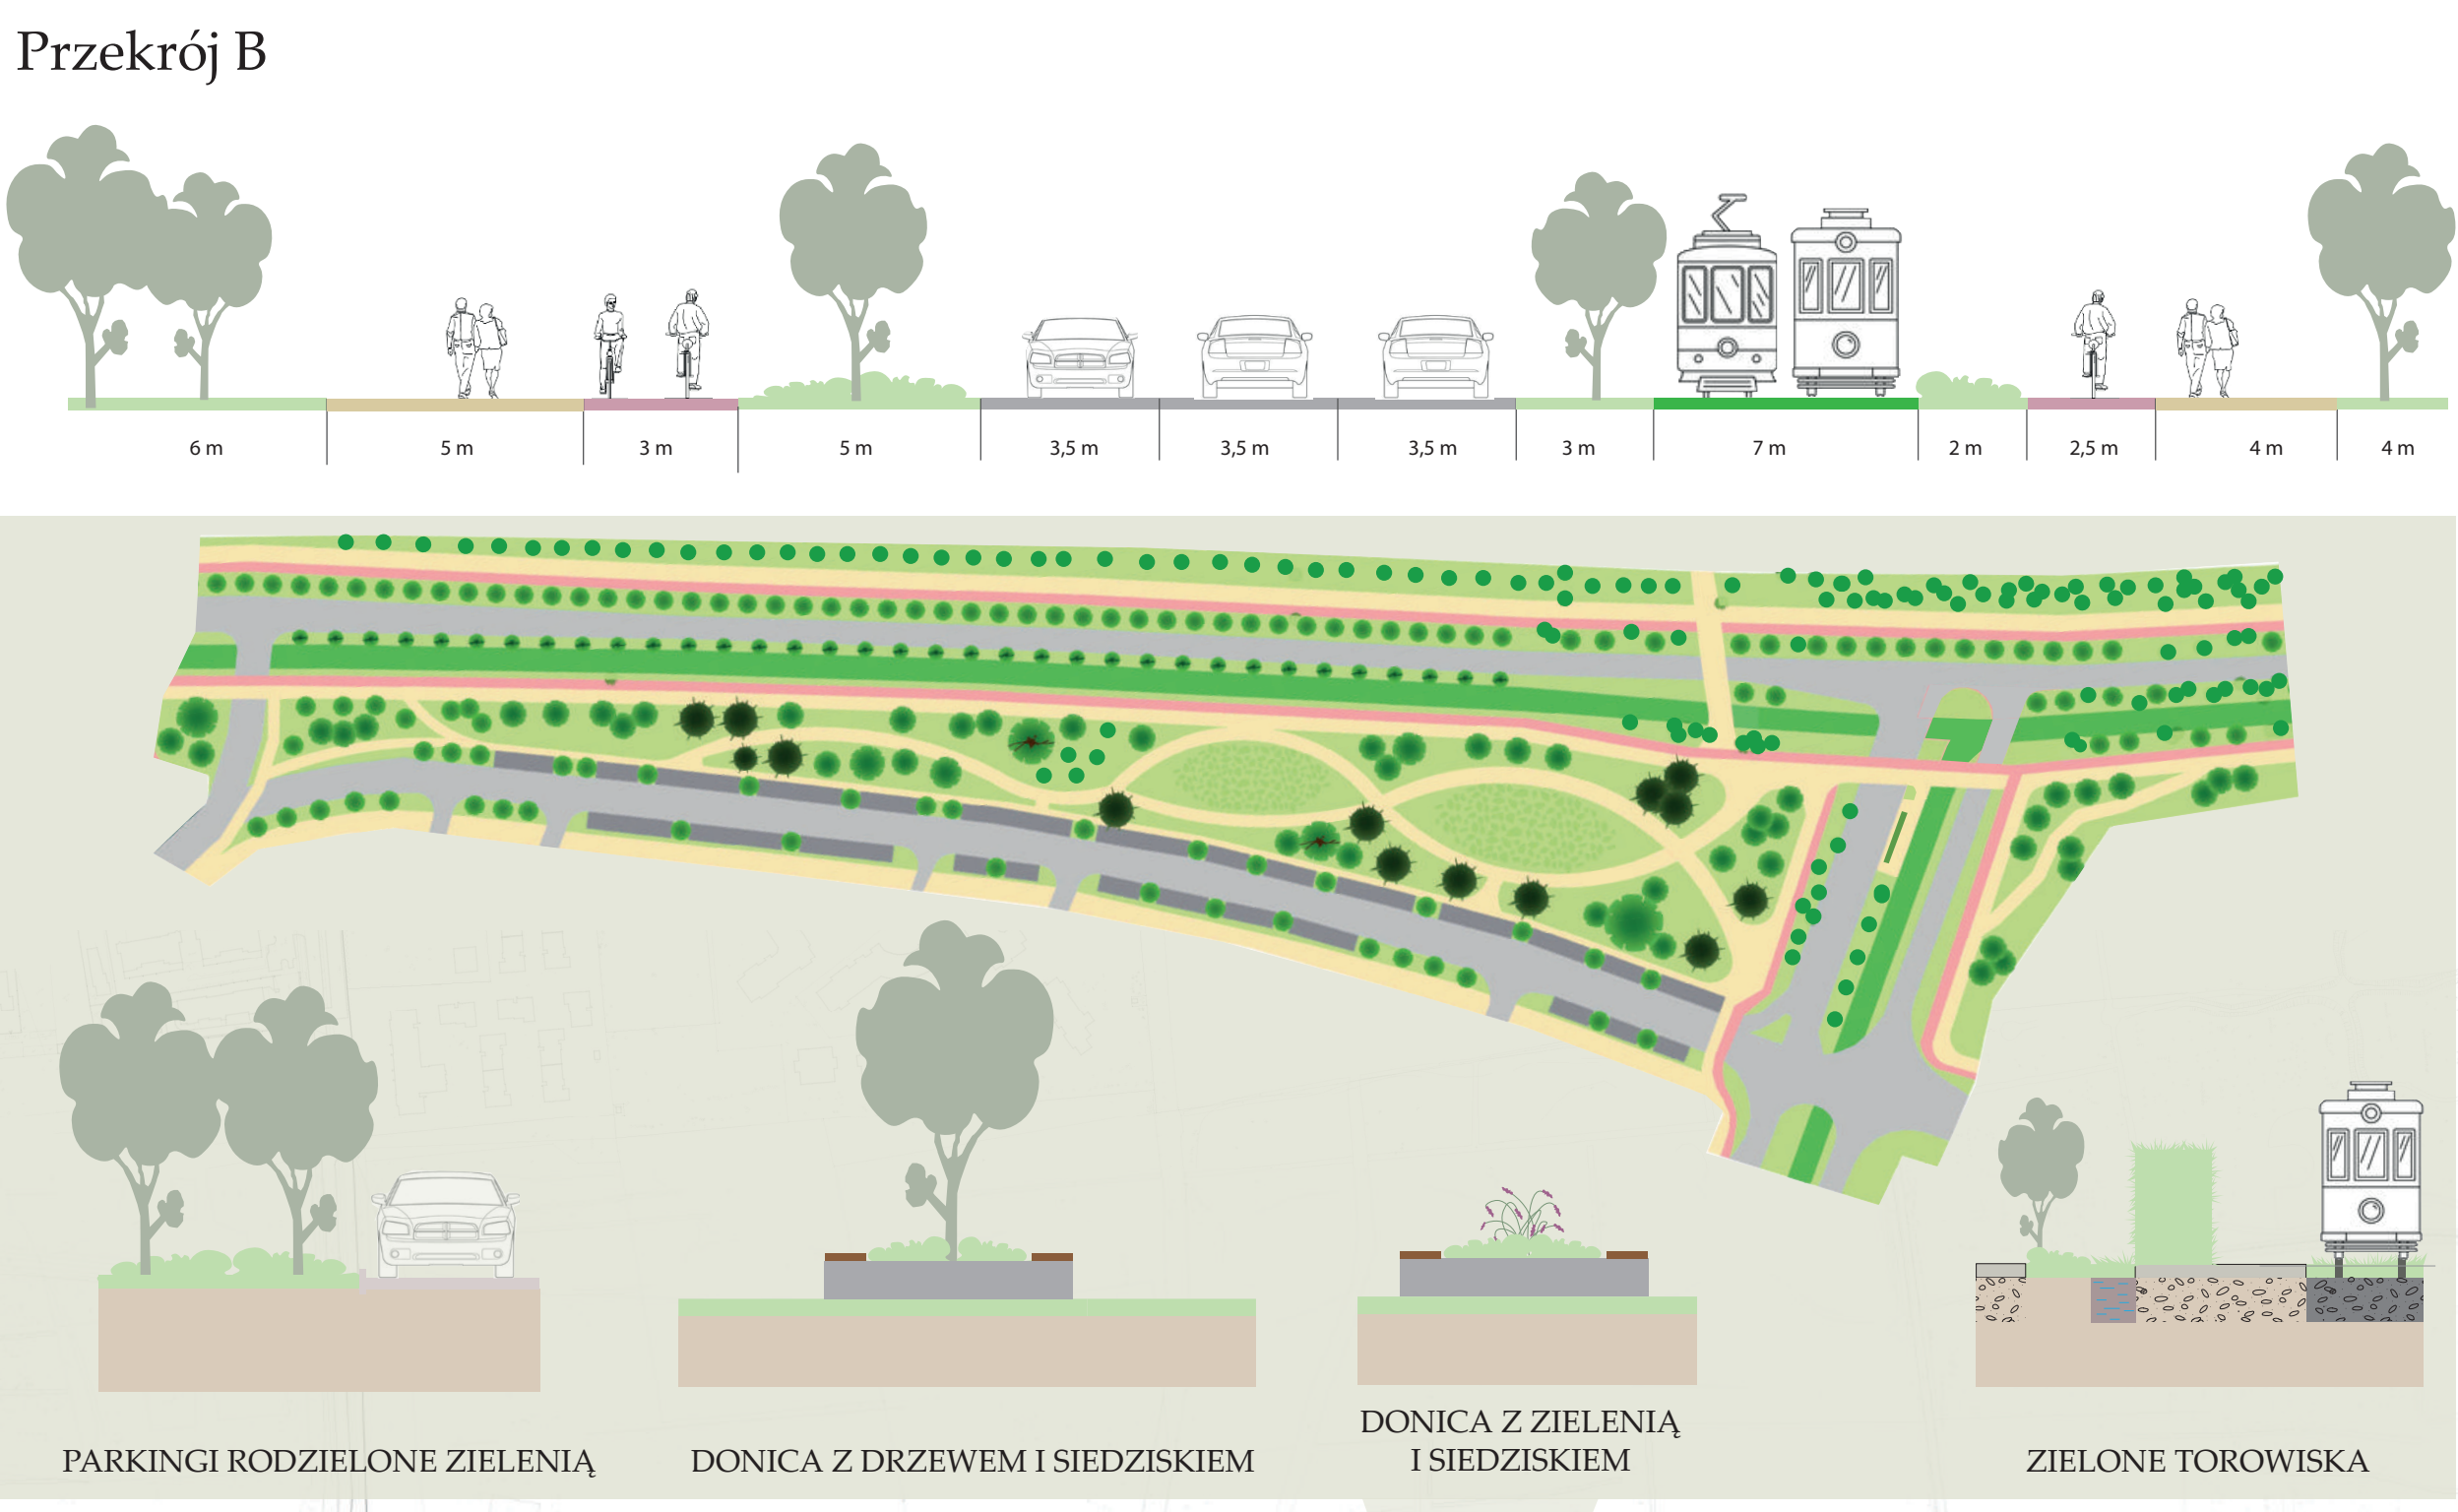 Przekrój B
6 m 5 m 3 m 5 m 3,5 m 3,5 m 3,5 m 3 m 7 m 2 m 2,5 m 4 m 4 m
PARKINGI RODZIELONE ZIELENIĄ
DONICA Z DRZEWEM I SIEDZISKIEM
DONICA Z ZIELENIĄ
I SIEDZISKIEM
ZIELONE TOROWISKA